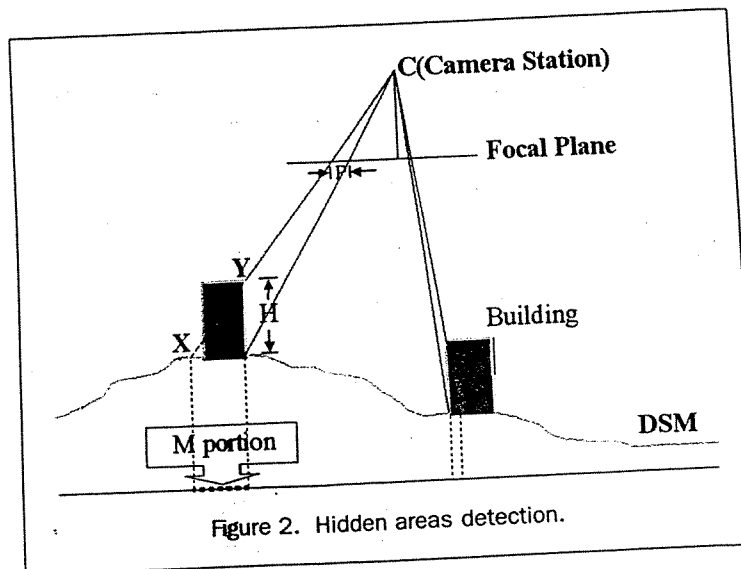 C(Camera Station)
Focal Plane
P
Y
H
X
Building
DSM
M portion
Figure 2. Hidden areas detection.